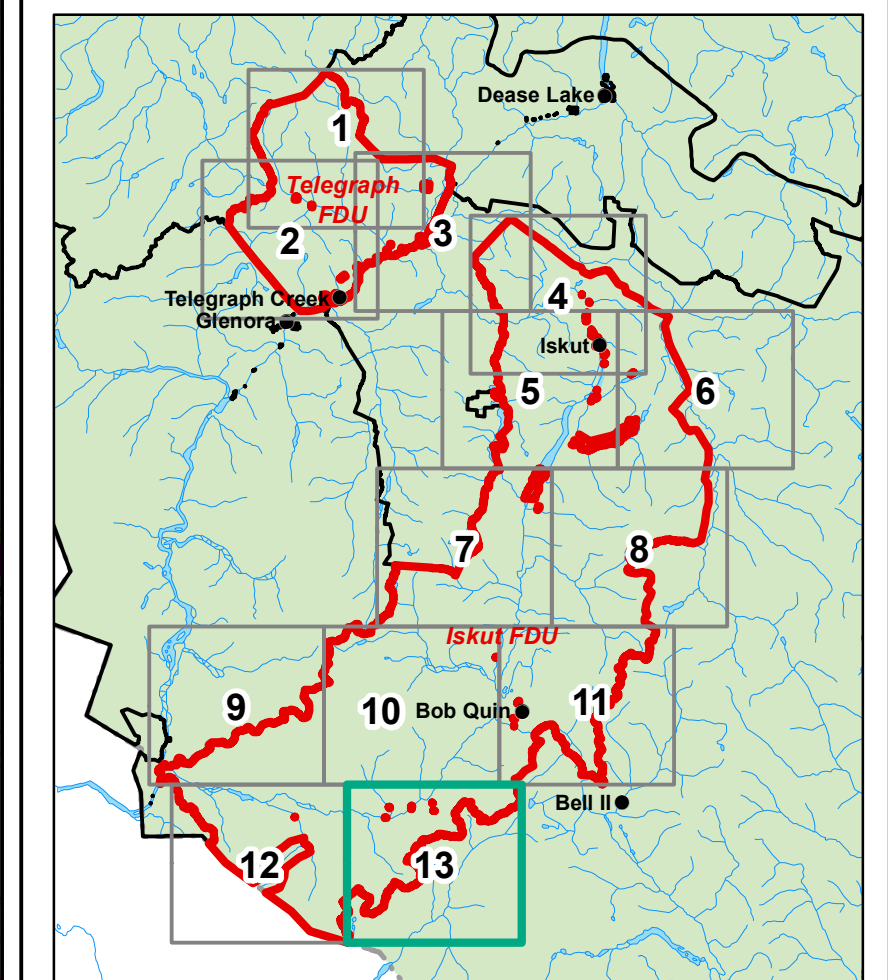 Dease Lake
1
Telegraph
FDU
2
3
Telegraph Creek
Glenora
4
Iskut
5
6
7
8
Iskut FDU
9
10
Bob Quin
11
Bell II
12
13